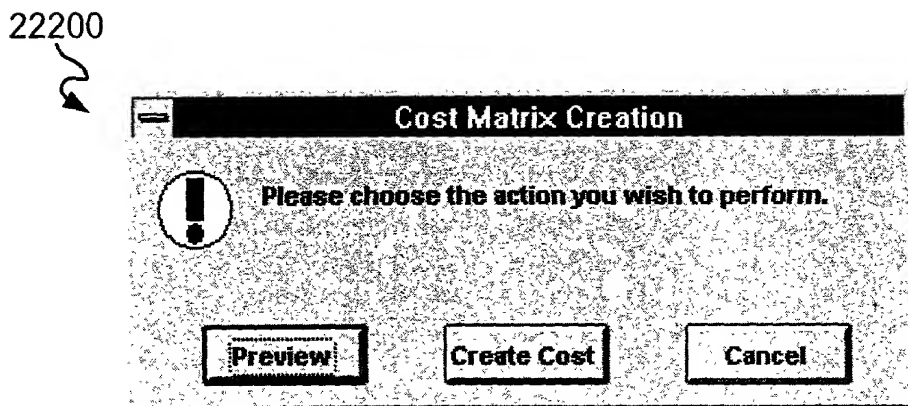 22200
Cost Matrix Creation
Please choose the action you wish to perform.
Preview Create Cost Cancel